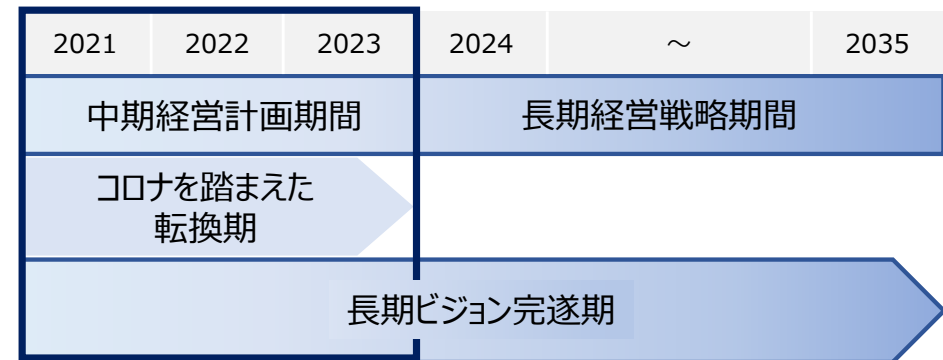 2021 2022 2023 2024 ～ 2035
中期経営計画期間 長期経営戦略期間
コロナを踏まえた
転換期
長期ビジョン完遂期